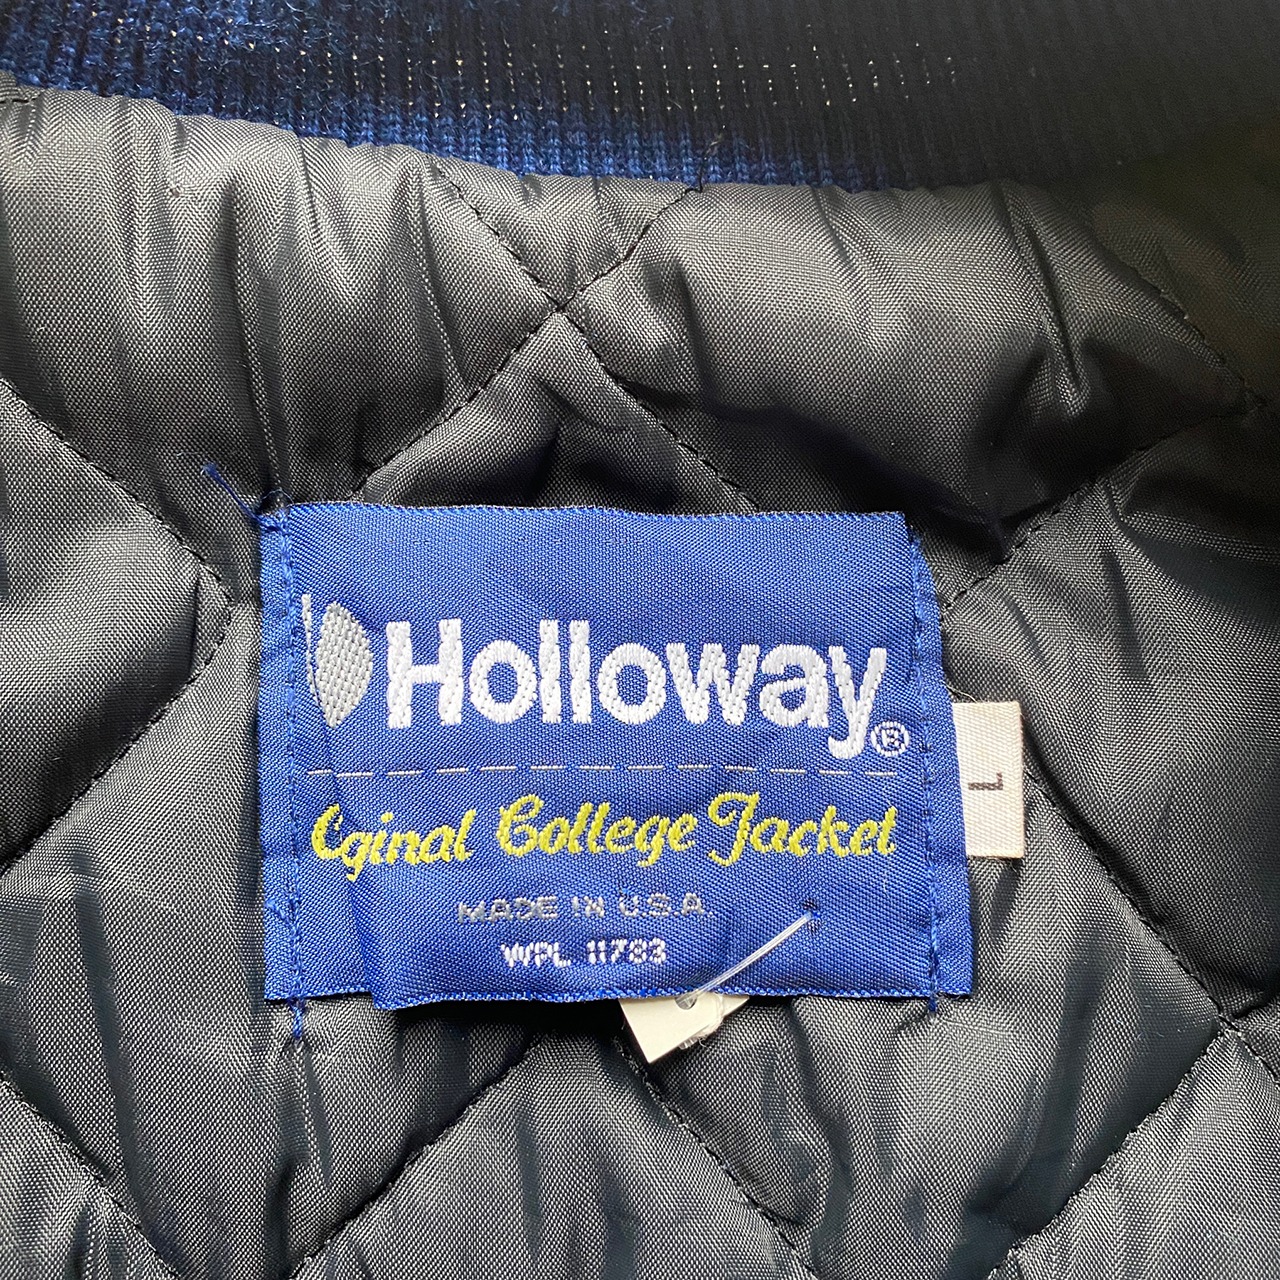 Holloway®
Cginal College Jacket
MADE IN U.S.A.
WPL 11783
L